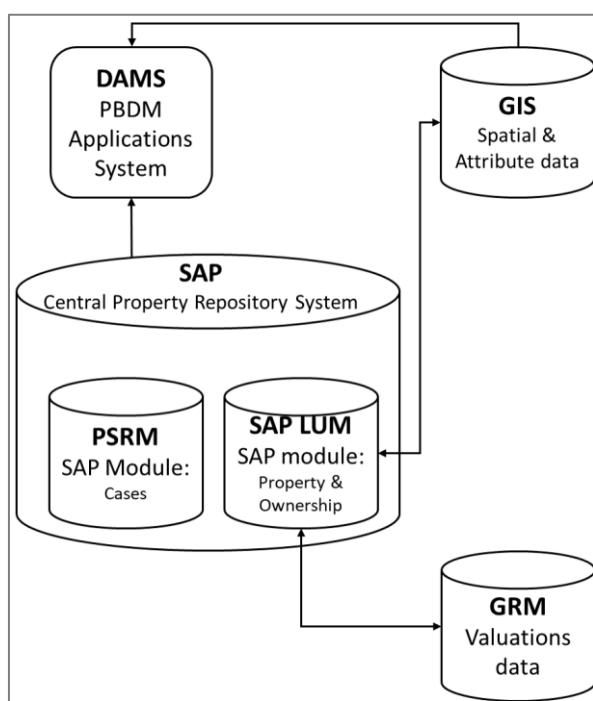 DAMS
PBDM
Applications
System
GIS
Spatial &
Attribute data
SAP
Central Property Repository System
PSRM
SAP Module:
Cases
SAP LUM
SAP module:
Property &
Ownership
GRM
Valuations
data